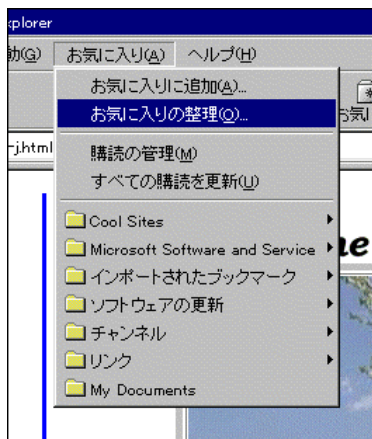 xplorer
動(G) お気に入り(A) ヘルプ(H)
お気に入りに追加(A)...
お気に入りの整理(O)...
お気
-j.html
購読の管理(M)
すべての購読を更新(U)
Cool Sites
Microsoft Software and Service
インポートされたブックマーク
ソフトウェアの更新
チャンネル
リンク
My Documents